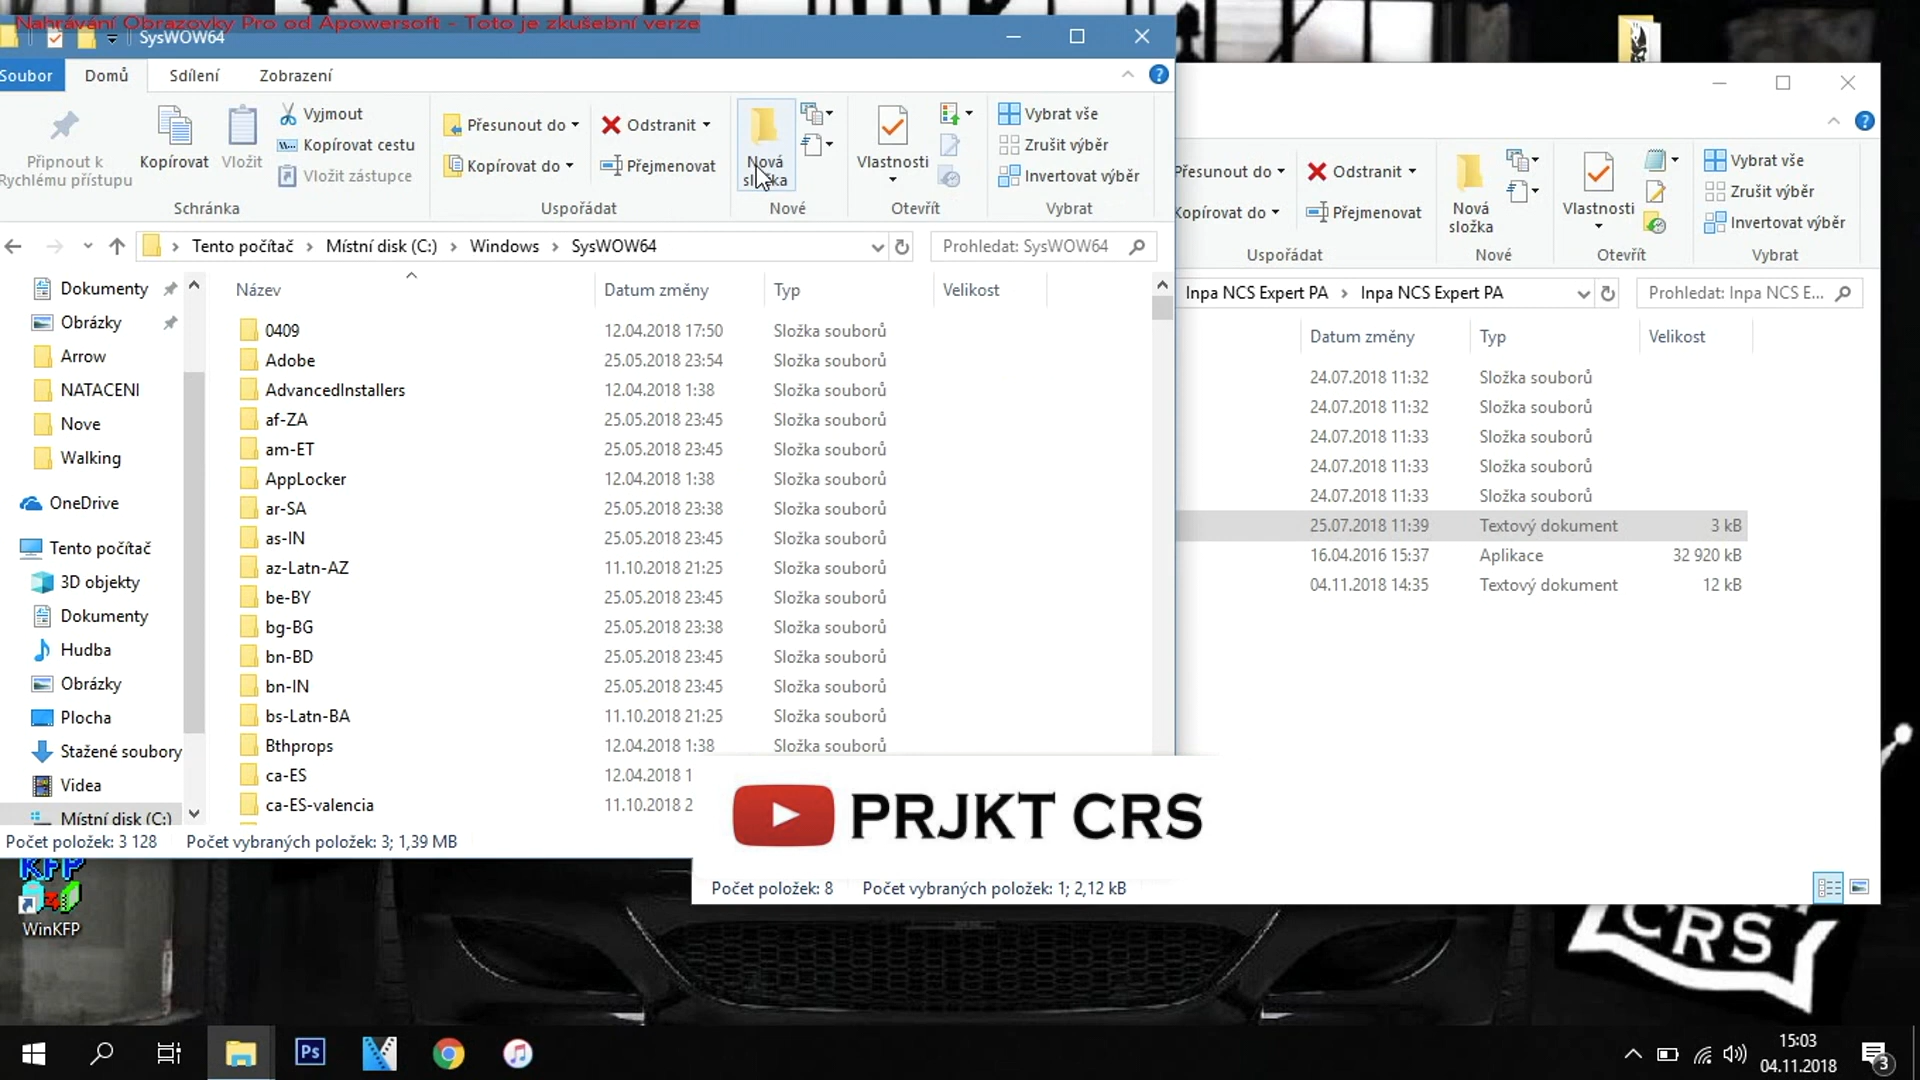 Nahrávání Obrazovky Pro od Apowersoft - Toto je zkušební verze
SysWOW64
Soubor Domů Sdílení Zobrazení
Připnout k Rychlému přístupu
Kopírovat
Vložit
Vyjmout
Kopírovat cestu
Vložit zástupce
Schránka
Přesunout do
Kopírovat do
Odstranit
Přejmenovat
Uspořádat
Nová složka
Nové
Vlastnosti
Otevřít
Vybrat vše
Zrušit výběr
Invertovat výběr
Vybrat
Tento počítač Místní disk (C:) Windows SysWOW64
Prohledat: SysWOW64
Dokumenty
Obrázky
Arrow
NATACENI
Nove
Walking
OneDrive
Tento počítač
3D objekty
Dokumenty
Hudba
Obrázky
Plocha
Stažené soubory
Videa
Místní disk (C:)
Název Datum změny Typ Velikost
0409 12.04.2018 17:50 Složka souborů
Adobe 25.05.2018 23:54 Složka souborů
AdvancedInstallers 12.04.2018 1:38 Složka souborů
af-ZA 25.05.2018 23:45 Složka souborů
am-ET 25.05.2018 23:45 Složka souborů
AppLocker 12.04.2018 1:38 Složka souborů
ar-SA 25.05.2018 23:38 Složka souborů
as-IN 25.05.2018 23:45 Složka souborů
az-Latn-AZ 11.10.2018 21:25 Složka souborů
be-BY 25.05.2018 23:45 Složka souborů
bg-BG 25.05.2018 23:38 Složka souborů
bn-BD 25.05.2018 23:45 Složka souborů
bn-IN 25.05.2018 23:45 Složka souborů
bs-Latn-BA 11.10.2018 21:25 Složka souborů
Bthprops 12.04.2018 1:38 Složka souborů
ca-ES 12.04.2018 1
ca-ES-valencia 11.10.2018 2
Počet položek: 3 128 Počet vybraných položek: 3; 1,39 MB
Přesunout do
Kopírovat do
Odstranit
Přejmenovat
Uspořádat
Nová složka
Nové
Vlastnosti
Otevřít
Vybrat vše
Zrušit výběr
Invertovat výběr
Vybrat
Inpa NCS Expert PA Inpa NCS Expert PA
Prohledat: Inpa NCS E...
Datum změny Typ Velikost
24.07.2018 11:32 Složka souborů
24.07.2018 11:32 Složka souborů
24.07.2018 11:33 Složka souborů
24.07.2018 11:33 Složka souborů
24.07.2018 11:33 Složka souborů
25.07.2018 11:39 Textový dokument 3 kB
16.04.2016 15:37 Aplikace 32 920 kB
04.11.2018 14:35 Textový dokument 12 kB
PRJKT CRS
Počet položek: 8 Počet vybraných položek: 1; 2,12 kB
KFP
WinKFP
CRS
Ps
15:03
04.11.2018
3